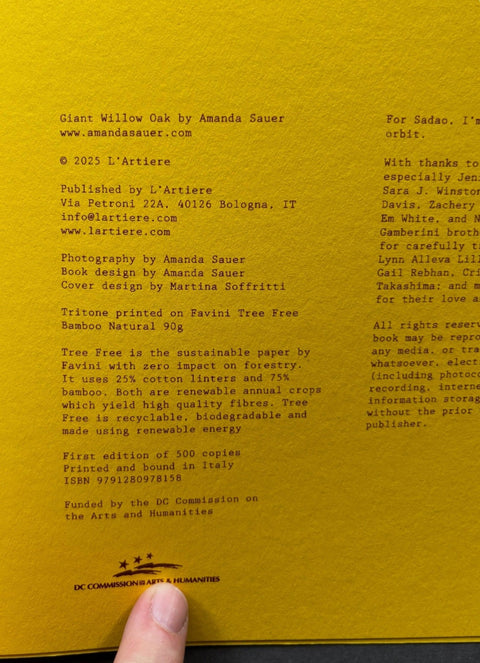 Giant Willow Oak by Amanda Sauer
www.amandasauer.com
© 2025 L'Artiere
Published by L'Artiere
Via Petroni 22A, 40126 Bologna, IT
info@lartiere.com
www.lartiere.com
Photography by Amanda Sauer
Book design by Amanda Sauer
Cover design by Martina Soffritti
Tritone printed on Favini Tree Free
Bamboo Natural 90g
Tree Free is the sustainable paper by
Favini with zero impact on forestry.
It uses 25% cotton linters and 75%
bamboo. Both are renewable annual crops
which yield high quality fibres. Tree
Free is recyclable, biodegradable and
made using renewable energy
First edition of 500 copies
Printed and bound in Italy
ISBN 9791280978158
Funded by the DC Commission on
the Arts and Humanities
DC COMMISSION ON THE ARTS & HUMANITIES
For Sadao, I'm
orbit.
With thanks to
especially Jen
Sara J. Winston
Davis, Zachery
Em White, and N
Gamberini broth
for carefully t
Lynn Alleva Lill
Gail Rebhan, Cri
Takashima; and m
for their love a
All rights reserv
book may be repro
any media, or tra
whatsoever, elect
(including photoc
recording, interne
information storag
without the prior
publisher.